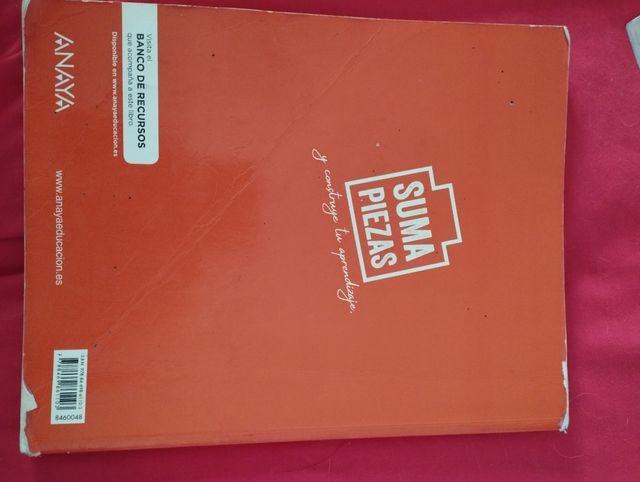 SUMA
PIEZAS
y construye tu aprendizaje.
Visita el
BANCO DE RECURSOS
que acompaña a este libro.
Disponible en www.anayaeducacion.es
ANAYA
www.anayaeducacion.es
8460048